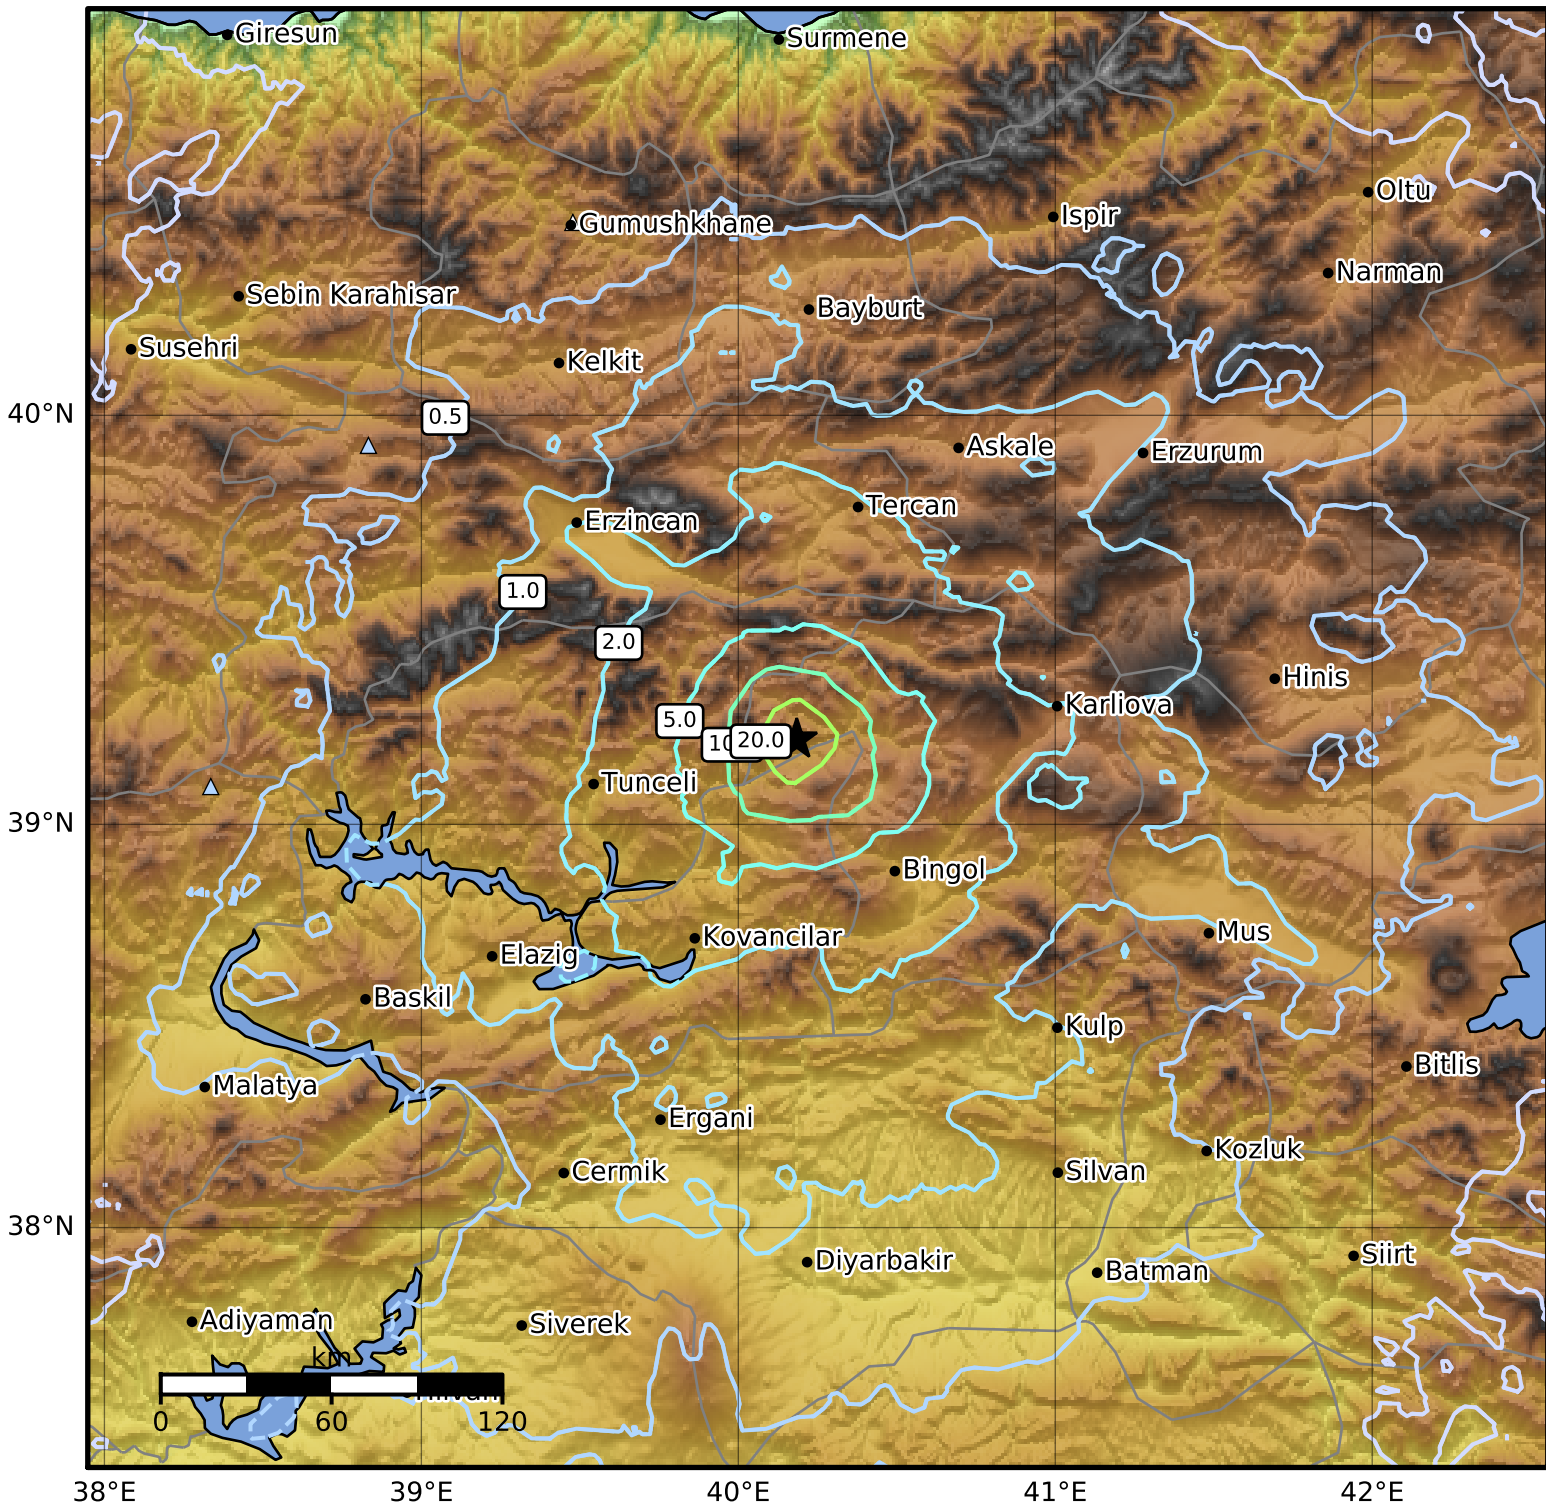 Giresun
Surmene
Oltu
Ispir
Gumushkhane
Narman
Sebin Karahisar
Bayburt
Susehri
Kelkit
40°N
0.5
Askale
Erzurum
Tercan
Erzincan
1.0
2.0
Hinis
Karliova
5.0
20.0
Tunceli
39°N
Bingol
Mus
Kovancilar
Elazig
Baskil
Kulp
Bitlis
Malatya
Ergani
Kozluk
Cermik
Silvan
38°N
Siirt
Diyarbakir
Batman
Adiyaman
Siverek
km
0 60 120
38°E 39°E 40°E 41°E 42°E